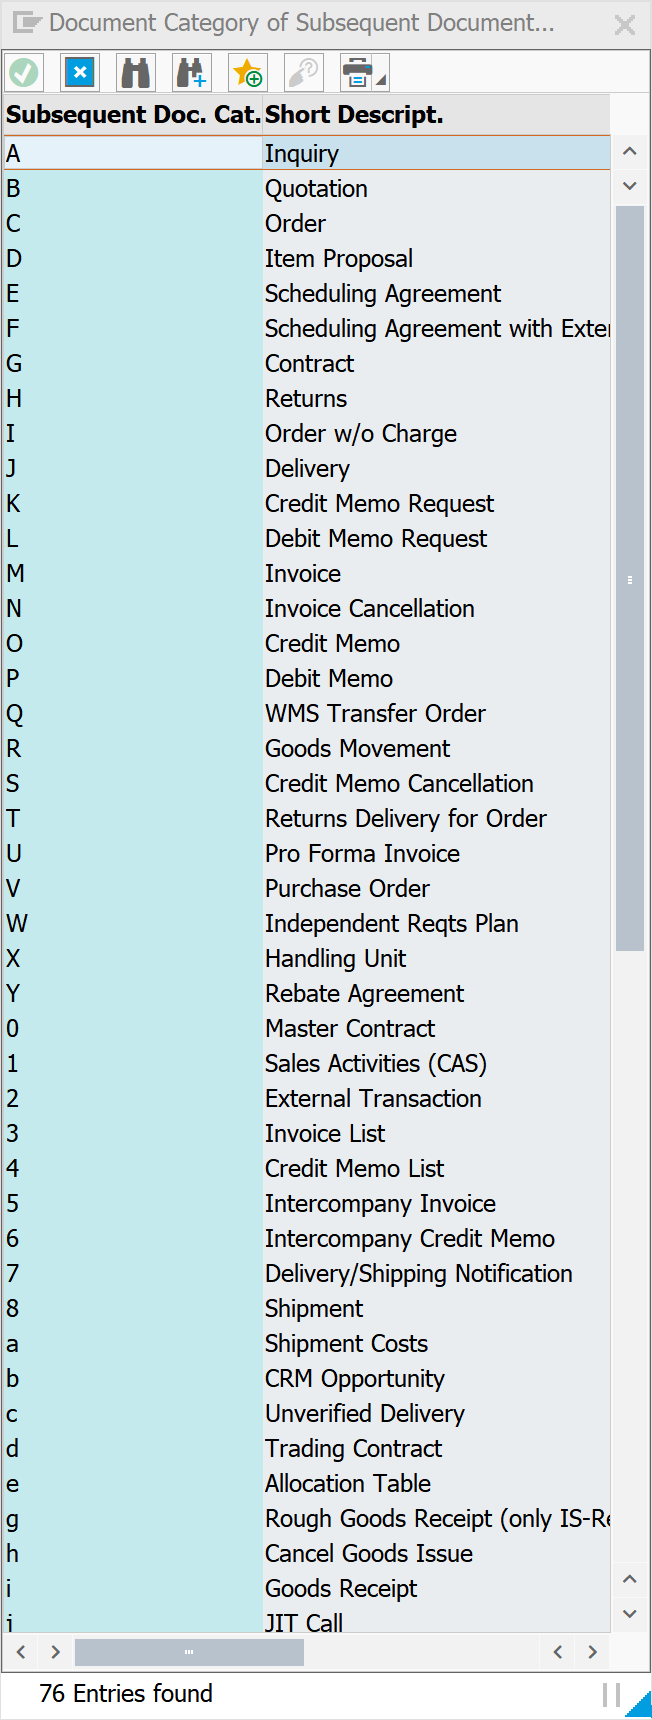 Document Category of Subsequent Document...
Subsequent Doc. Cat. Short Descript.
A Inquiry
B Quotation
C Order
D Item Proposal
E Scheduling Agreement
F Scheduling Agreement with Exter
G Contract
H Returns
I Order w/o Charge
J Delivery
K Credit Memo Request
L Debit Memo Request
M Invoice
N Invoice Cancellation
O Credit Memo
P Debit Memo
Q WMS Transfer Order
R Goods Movement
S Credit Memo Cancellation
T Returns Delivery for Order
U Pro Forma Invoice
V Purchase Order
W Independent Reqts Plan
X Handling Unit
Y Rebate Agreement
0 Master Contract
1 Sales Activities (CAS)
2 External Transaction
3 Invoice List
4 Credit Memo List
5 Intercompany Invoice
6 Intercompany Credit Memo
7 Delivery/Shipping Notification
8 Shipment
a Shipment Costs
b CRM Opportunity
c Unverified Delivery
d Trading Contract
e Allocation Table
g Rough Goods Receipt (only IS-Re
h Cancel Goods Issue
i Goods Receipt
j JIT Call
76 Entries found